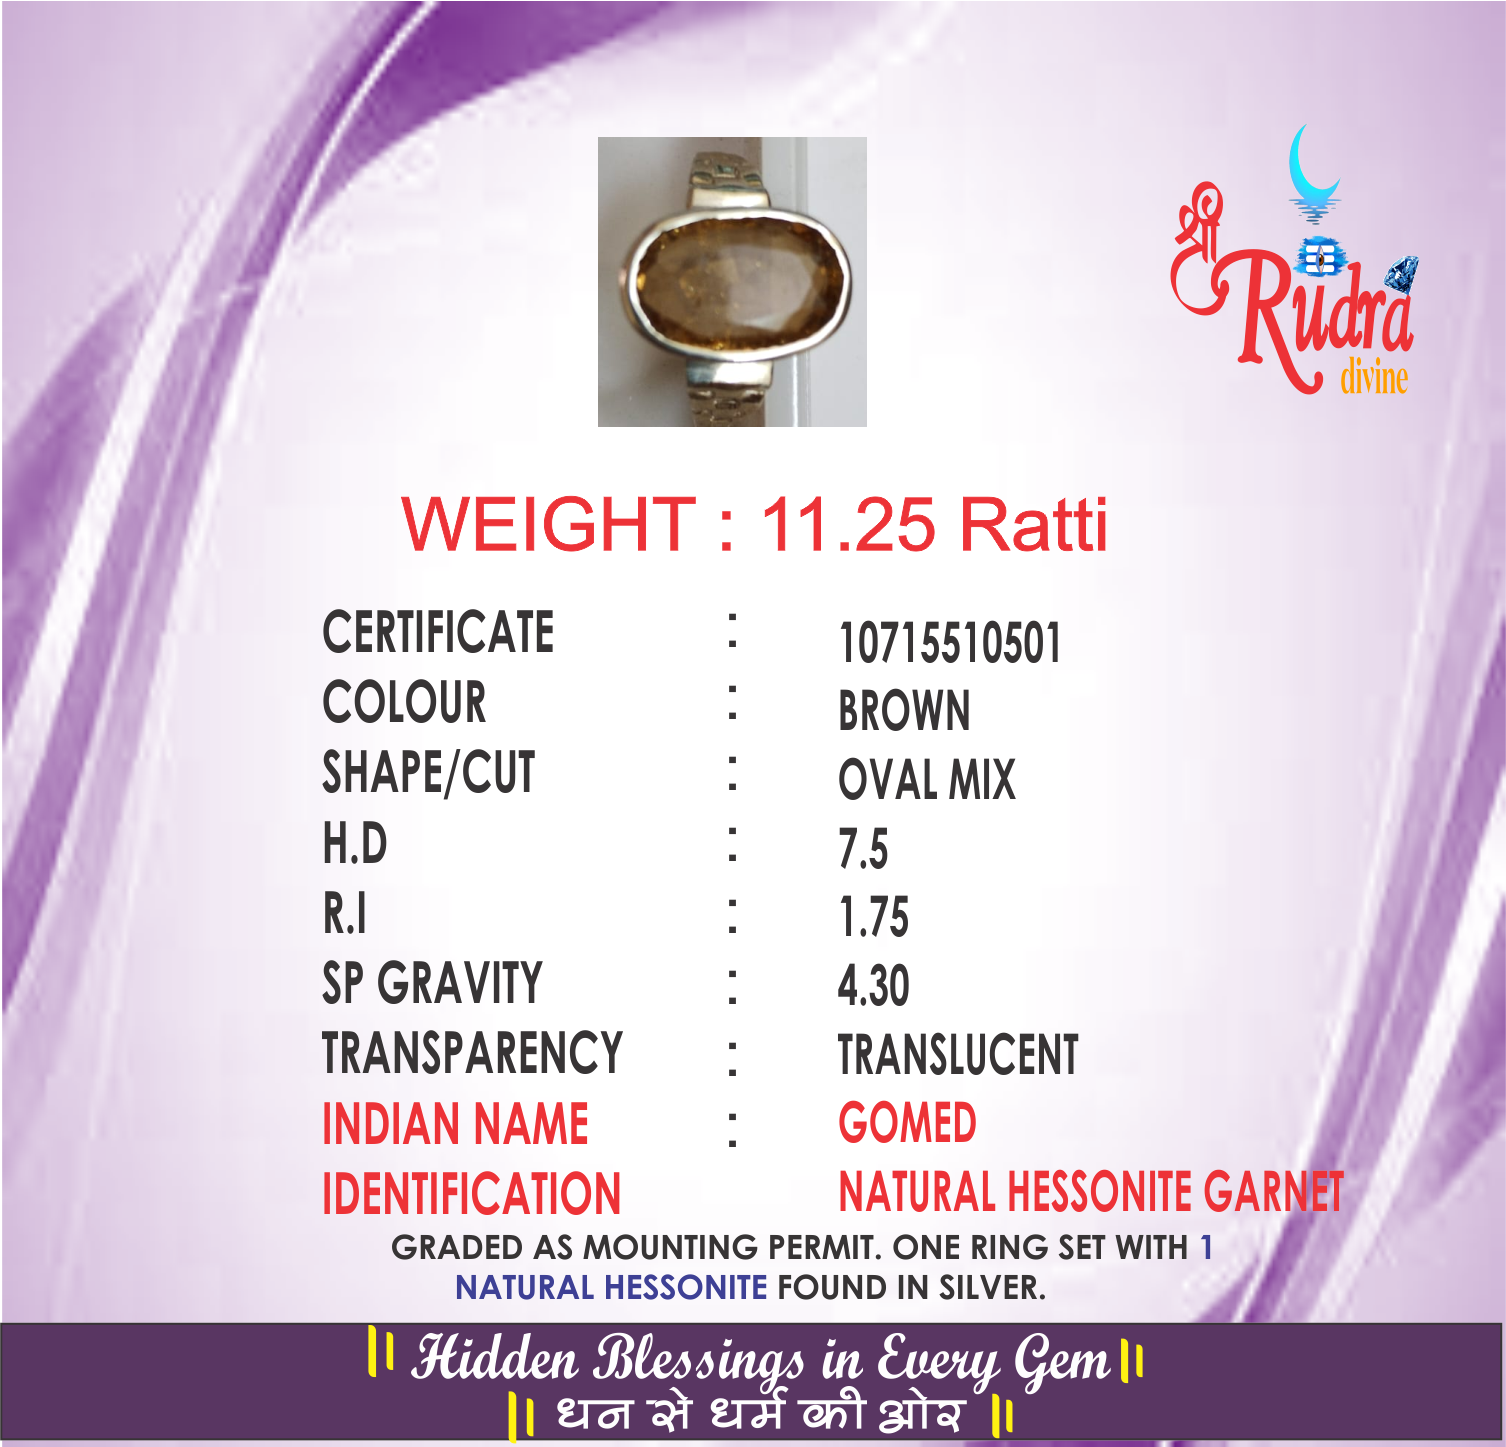 श्री
Rudra
divine
WEIGHT : 11.25 Ratti
CERTIFICATE : 10715510501
COLOUR : BROWN
SHAPE/CUT : OVAL MIX
H.D : 7.5
R.I : 1.75
SP GRAVITY : 4.30
TRANSPARENCY : TRANSLUCENT
INDIAN NAME : GOMED
IDENTIFICATION NATURAL HESSONITE GARNET
GRADED AS MOUNTING PERMIT. ONE RING SET WITH 1
NATURAL HESSONITE FOUND IN SILVER.
|| Hidden Blessings in Every Gem ||
|| धन से धर्म की ओर ||